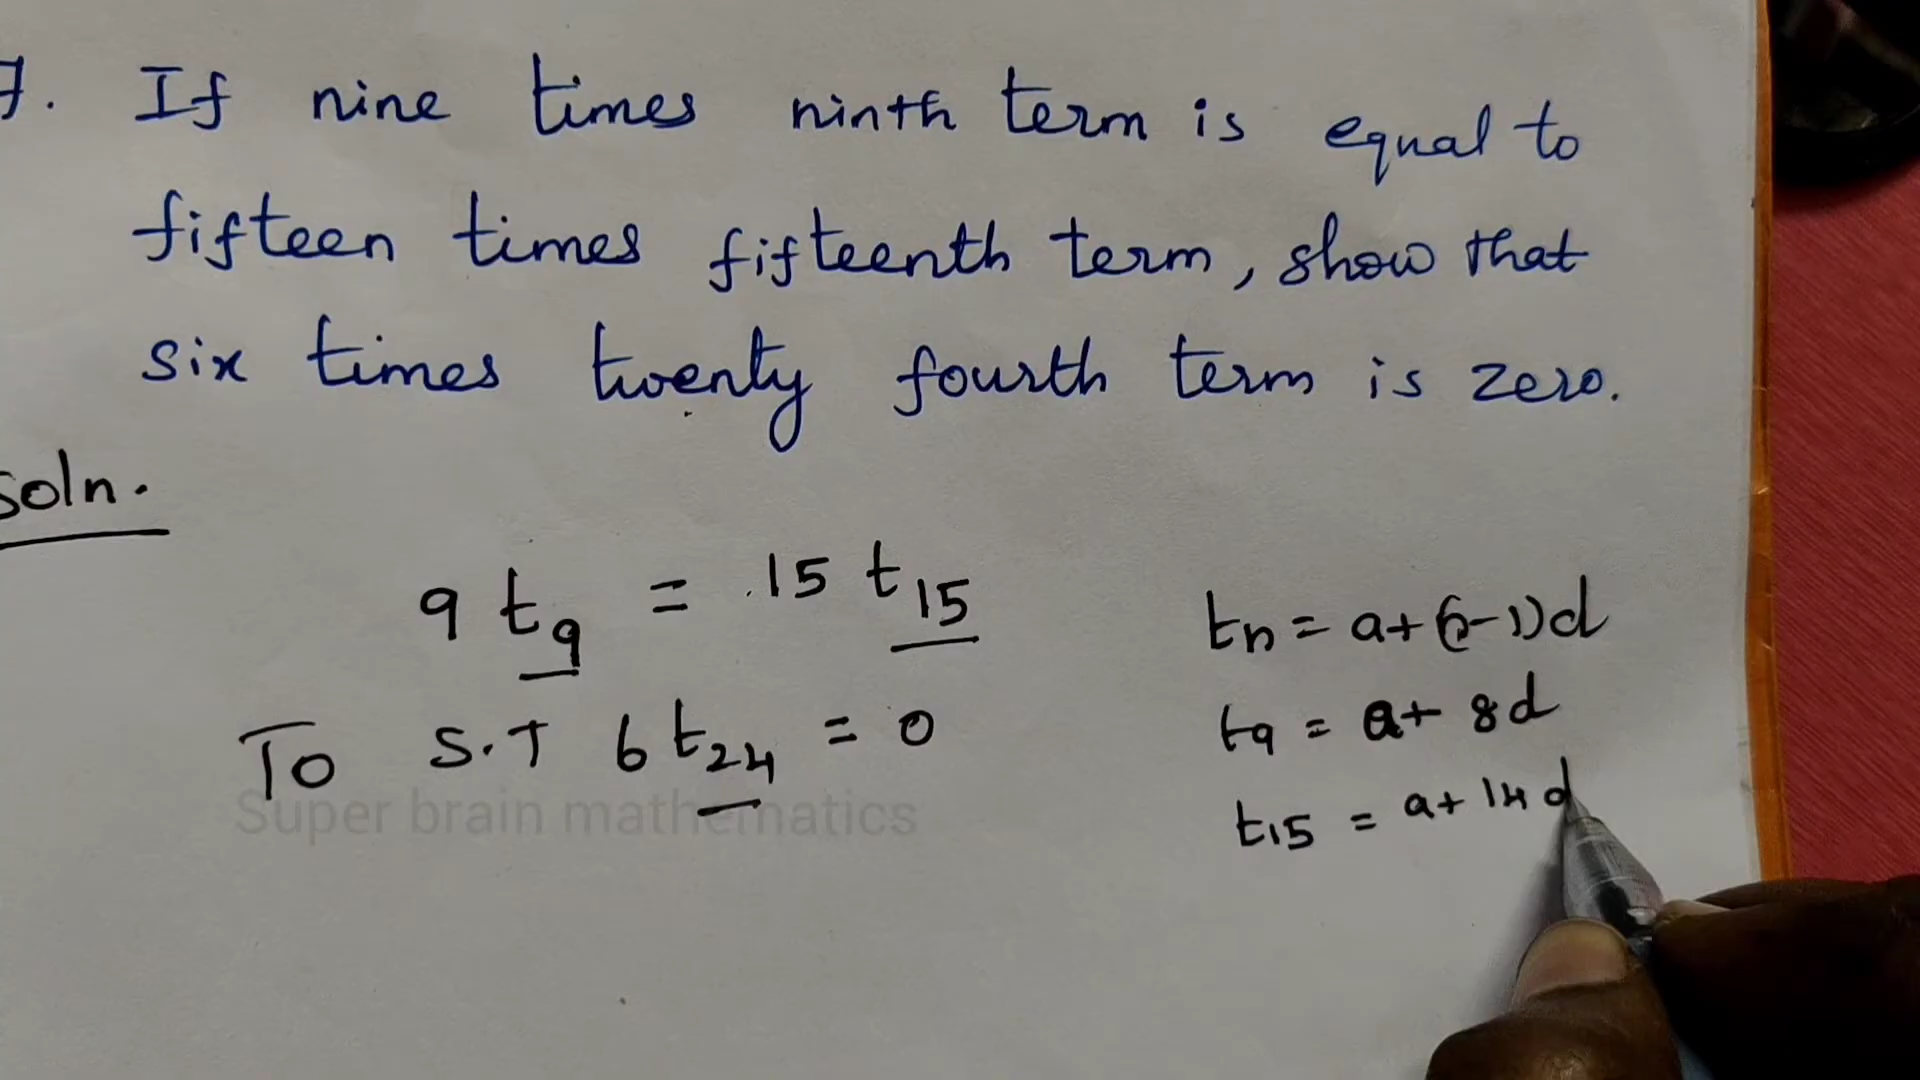 7. If nine times ninth term is equal to
fifteen times fifteenth term, show that
six times twenty fourth term is zero.
Soln.
9 t₉ = 15 t₁₅
To S.T 6 t₂₄ = 0
tn = a+(n-1)d
t₉ = a+ 8d
t₁₅ = a+ 14d
Super brain mathematics